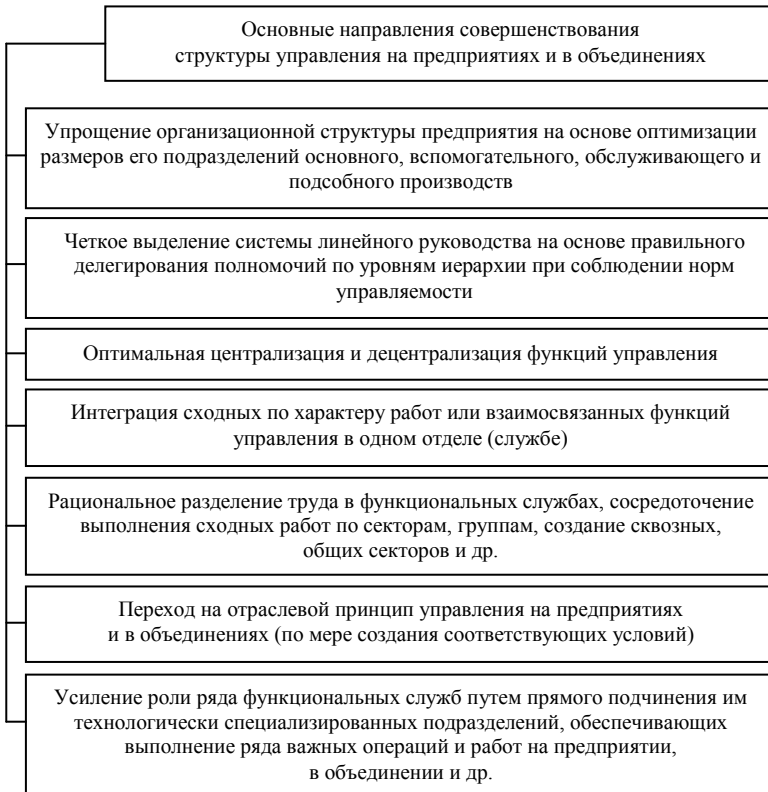 Основные направления совершенствования
структуры управления на предприятиях и в объединениях
Упрощение организационной структуры предприятия на основе оптимизации
размеров его подразделений основного, вспомогательного, обслуживающего и
подсобного производств
Четкое выделение системы линейного руководства на основе правильного
делегирования полномочий по уровням иерархии при соблюдении норм
управляемости
Оптимальная централизация и децентрализация функций управления
Интеграция сходных по характеру работ или взаимосвязанных функций
управления в одном отделе (службе)
Рациональное разделение труда в функциональных службах, сосредоточение
выполнения сходных работ по секторам, группам, создание сквозных,
общих секторов и др.
Переход на отраслевой принцип управления на предприятиях
и в объединениях (по мере создания соответствующих условий)
Усиление роли ряда функциональных служб путем прямого подчинения им
технологически специализированных подразделений, обеспечивающих
выполнение ряда важных операций и работ на предприятии,
в объединении и др.